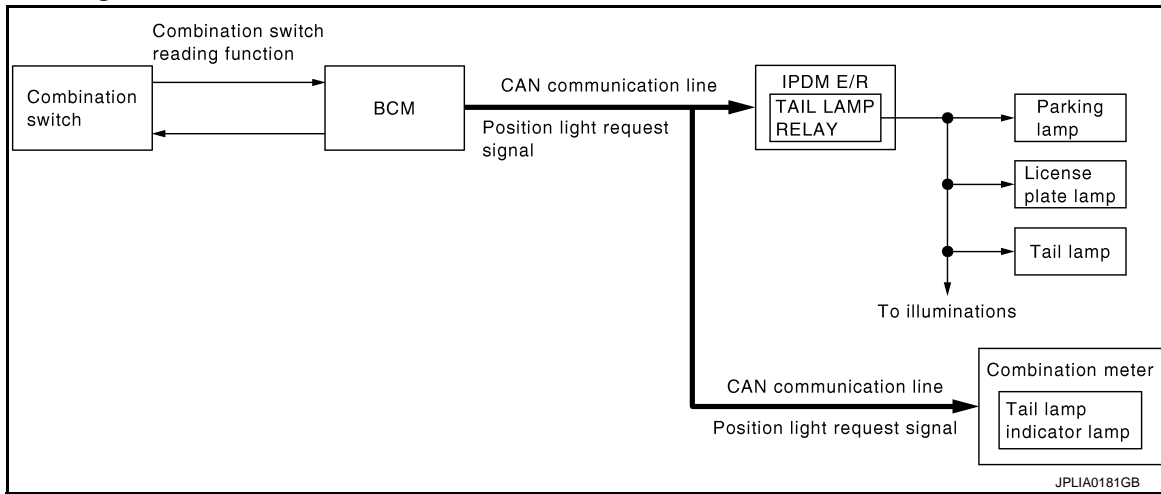 Combination switch
reading function
Combination
switch
BCM
CAN communication line
Position light request
signal
IPDM E/R
TAIL LAMP
RELAY
Parking
lamp
License
plate lamp
Tail lamp
To illuminations
CAN communication line
Position light request signal
Combination meter
Tail lamp
indicator lamp
JPLIA0181GB